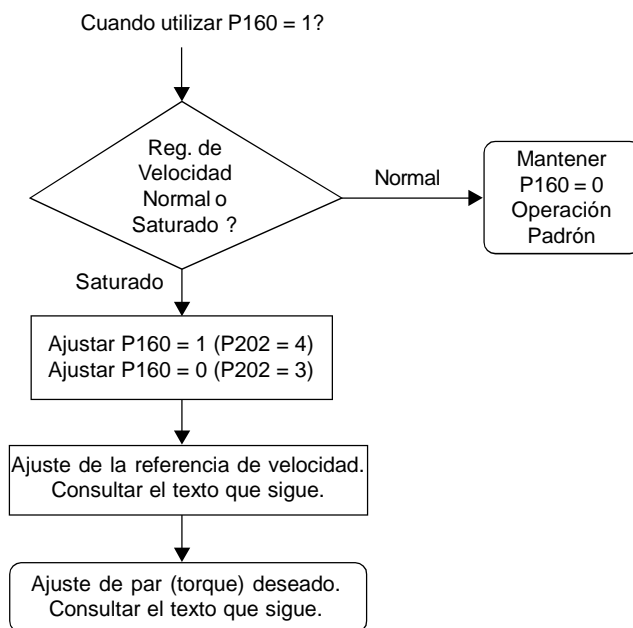 Cuando utilizar P160 = 1?
Reg. de
Velocidad
Normal o
Saturado ?
Normal
Mantener
P160 = 0
Operación
Padrón
Saturado
Ajustar P160 = 1 (P202 = 4)
Ajustar P160 = 0 (P202 = 3)
Ajuste de la referencia de velocidad.
Consultar el texto que sigue.
Ajuste de par (torque) deseado.
Consultar el texto que sigue.